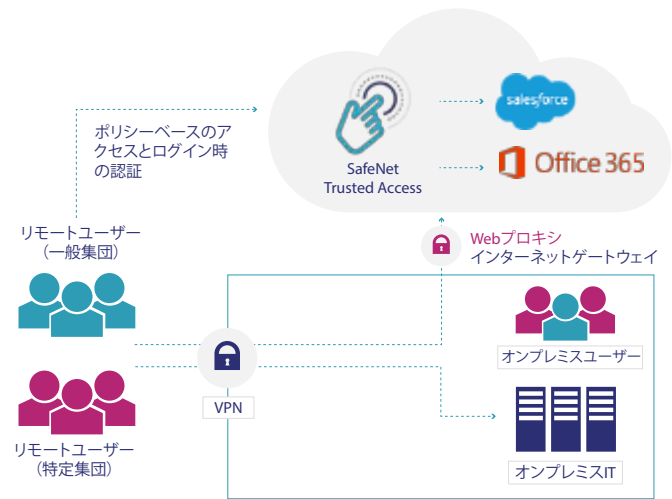 salesforce
ポリシーベースのア
クセスとログイン時
の認証
SafeNet
Trusted Access
Office 365
リモートユーザー
（一般集団）
Webプロキシ
インターネットゲートウェイ
オンプレミスユーザー
VPN
リモートユーザー
（特定集団）
オンプレミスIT